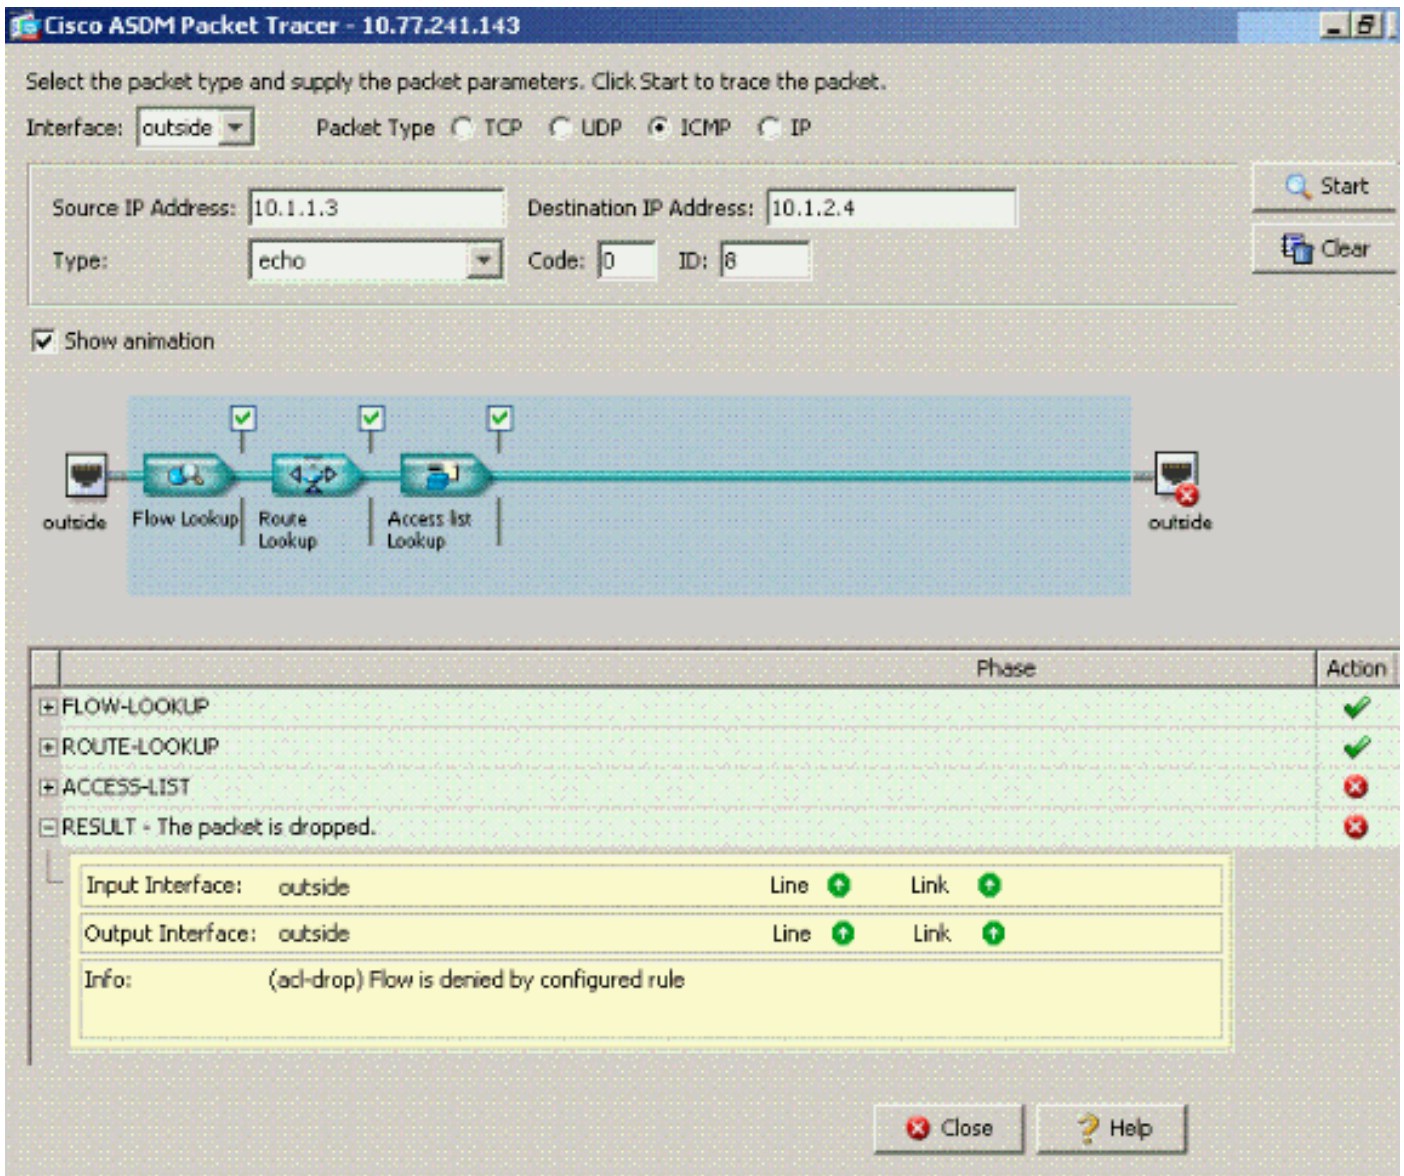 Cisco ASDM Packet Tracer - 10.77.241.143
Select the packet type and supply the packet parameters. Click Start to trace the packet.
Interface: outside Packet Type TCP UDP ICMP IP
Source IP Address: 10.1.1.3 Destination IP Address: 10.1.2.4 Start
Type: echo Code: 0 ID: 8 Clear
Show animation
outside Flow Lookup Route Lookup Access list Lookup outside
Phase Action
FLOW-LOOKUP
ROUTE-LOOKUP
ACCESS-LIST
RESULT - The packet is dropped.
Input Interface: outside Line Link
Output Interface: outside Line Link
Info: (acl-drop) Flow is denied by configured rule
Close Help